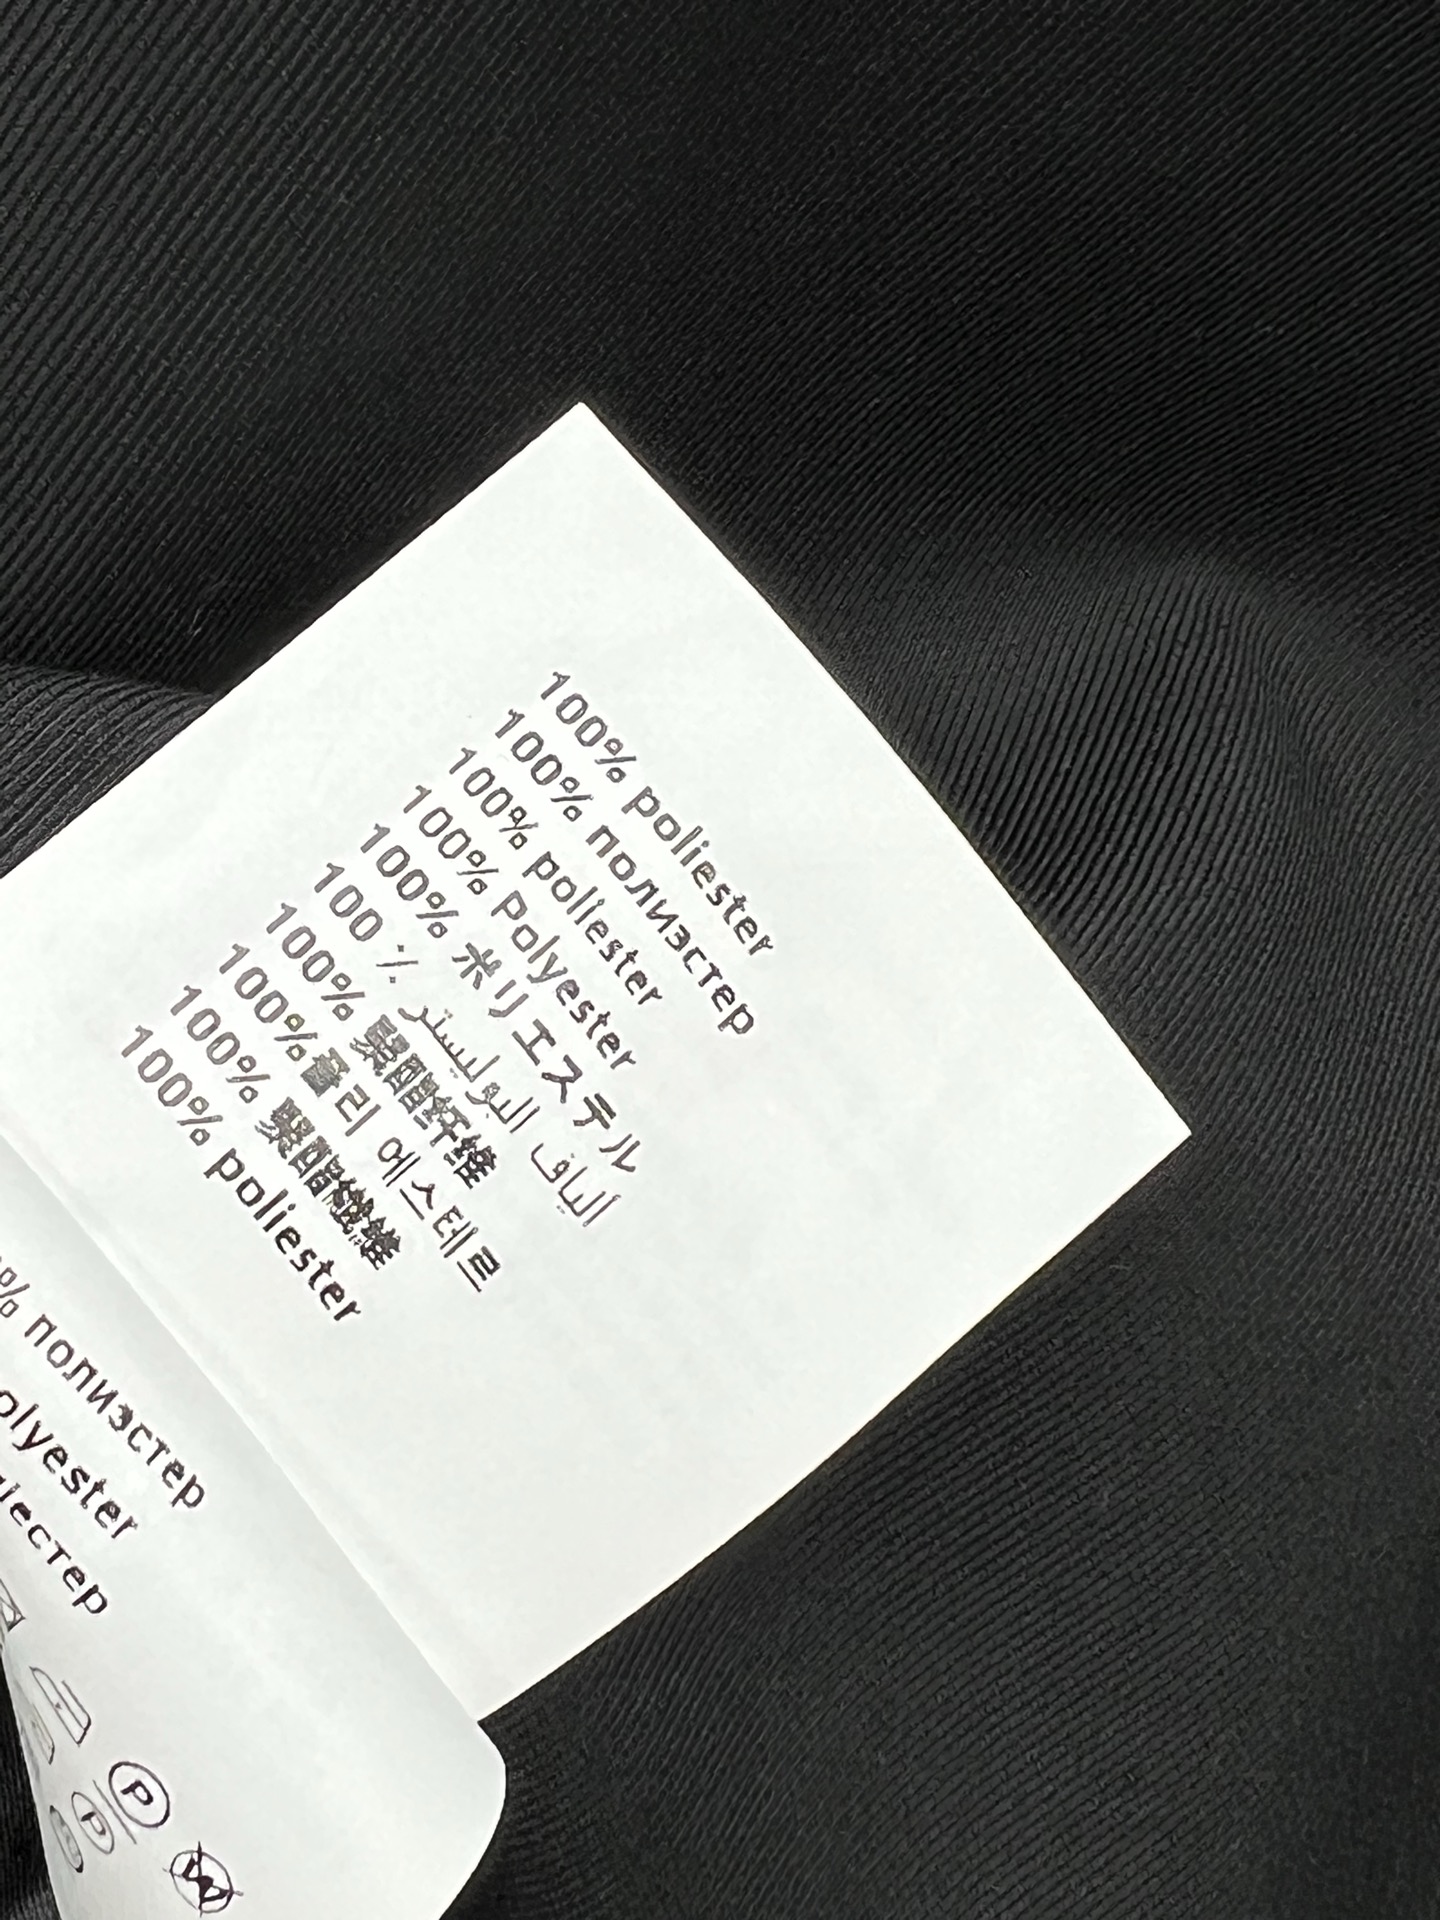 100% poliester
100% полиэстер
100% poliester
100% Polyester
100% ポリエステル
100 ٪ ألياف البوليستر
100% 聚酯纤维
100%폴리 에스테르
100% 聚酯纖維
100% poliester
% полиэстер
olyester
естер
P
P
W